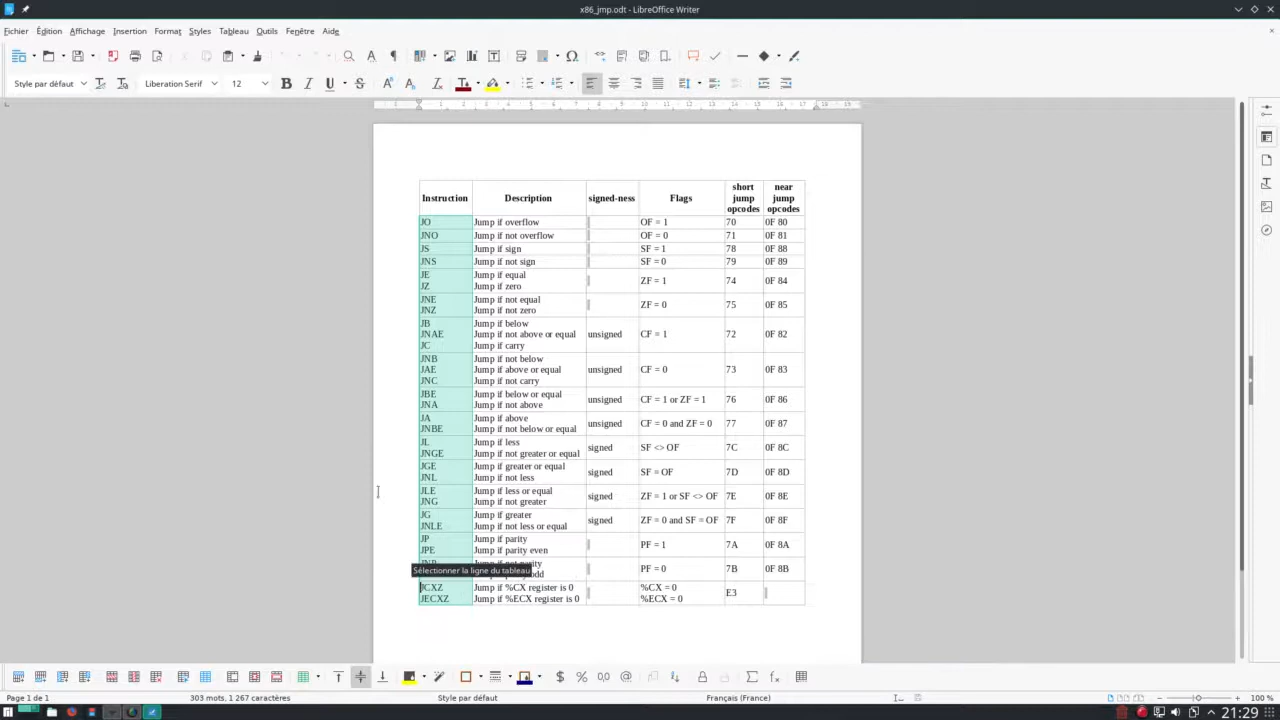 x86_jmp.odt - LibreOffice Writer
Fichier Édition Affichage Insertion Format Styles Tableau Outils Fenêtre Aide
Style par défaut Liberation Serif 12
Instruction Description signed-ness Flags short jump opcodes near jump opcodes
JO Jump if overflow OF = 1 70 0F 80
JNO Jump if not overflow OF = 0 71 0F 81
JS Jump if sign SF = 1 78 0F 88
JNS Jump if not sign SF = 0 79 0F 89
JE Jump if equal
JZ Jump if zero ZF = 1 74 0F 84
JNE Jump if not equal
JNZ Jump if not zero ZF = 0 75 0F 85
JB Jump if below
JNAE Jump if not above or equal unsigned CF = 1 72 0F 82
JC Jump if carry
JNB Jump if not below
JAE Jump if above or equal unsigned CF = 0 73 0F 83
JNC Jump if not carry
JBE Jump if below or equal
JNA Jump if not above unsigned CF = 1 or ZF = 1 76 0F 86
JA Jump if above
JNBE Jump if not below or equal unsigned CF = 0 and ZF = 0 77 0F 87
JL Jump if less
JNGE Jump if not greater or equal signed SF <> OF 7C 0F 8C
JGE Jump if greater or equal
JNL Jump if not less signed SF = OF 7D 0F 8D
JLE Jump if less or equal
JNG Jump if not greater signed ZF = 1 or SF <> OF 7E 0F 8E
JG Jump if greater
JNLE Jump if not less or equal signed ZF = 0 and SF = OF 7F 0F 8F
JP Jump if parity
JPE Jump if parity even PF = 1 7A 0F 8A
JNP Jump if not parity PF = 0 7B 0F 8B
Sélectionner la ligne du tableau odd
JCXZ Jump if %CX register is 0 %CX = 0
JECXZ Jump if %ECX register is 0 %ECX = 0 E3
Page 1 de 1 303 mots, 1 267 caractères Style par défaut Français (France) 100 %
21:29